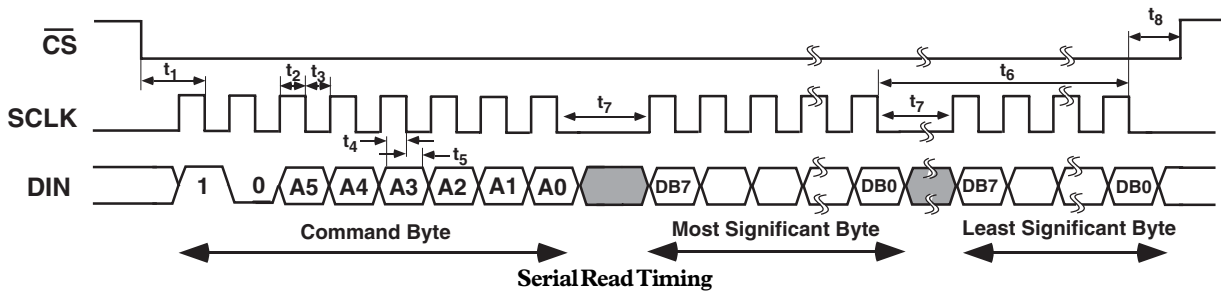 CS
t8
t1
t2 t3
t6
SCLK
t7
t7
t4
t5
DIN
1 0 A5 A4 A3 A2 A1 A0 DB7 DB0 DB7 DB0
Command Byte
Most Significant Byte
Least Significant Byte
Serial Read Timing